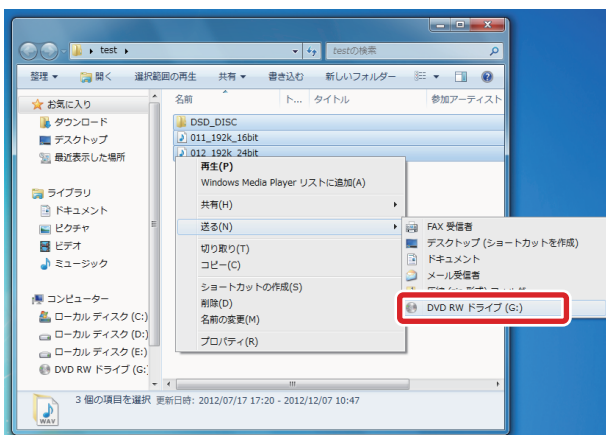 test
testの検索
整理 開く 選択範囲の再生 共有 書き込む 新しいフォルダー
お気に入り
ダウンロード
デスクトップ
最近表示した場所
ライブラリ
ドキュメント
ピクチャ
ビデオ
ミュージック
コンピューター
ローカル ディスク (C:)
ローカル ディスク (D:)
ローカル ディスク (E:)
DVD RW ドライブ (G:)
名前 ト... タイトル 参加アーティスト
DSD_DISC
011_192k_16bit
012_192k_24bit
再生(P)
Windows Media Player リストに追加(A)
共有(H)
送る(N)
切り取り(T)
コピー(C)
ショートカットの作成(S)
削除(D)
名前の変更(M)
プロパティ(R)
FAX 受信者
デスクトップ (ショートカットを作成)
ドキュメント
メール受信者
DVD RW ドライブ (G:)
3 個の項目を選択 更新日時: 2012/07/17 17:20 - 2012/12/07 10:47
WAV